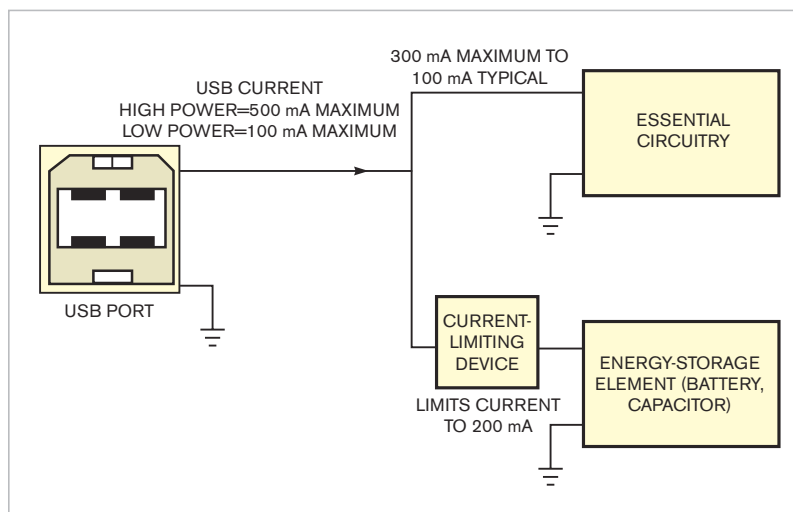 USB CURRENT
HIGH POWER=500 mA MAXIMUM
LOW POWER=100 mA MAXIMUM
300 mA MAXIMUM TO
100 mA TYPICAL
ESSENTIAL
CIRCUITRY
USB PORT
CURRENT-
LIMITING
DEVICE
LIMITS CURRENT
TO 200 mA
ENERGY-STORAGE
ELEMENT (BATTERY,
CAPACITOR)